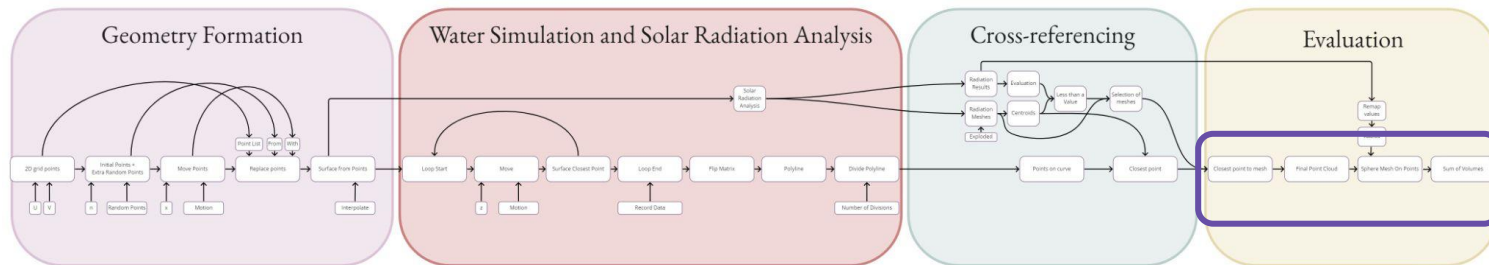 Geometry Formation
Water Simulation and Solar Radiation Analysis
Cross-referencing
Evaluation
Solar
Radiation
Analysis
Radiation
Results
Evaluation
Less than a
Value
Selection of
meshes
Radiation
Meshes
Centroids
Exploded
Remap
values
Point List
From
With
2D grid points
Initial Points +
Extra Random Points
Move Points
Replace points
Surface from Points
Loop Start
Move
Surface Closest Point
Loop End
Flip Matrix
Polyline
Divide Polyline
Points on curve
Closest point
Closest point to mesh
Final Point Cloud
Sphere Mesh On Points
Sum of Volumes
U
V
Random Points
Motion
Interpolate
z
Motion
Record Data
Number of Divisions